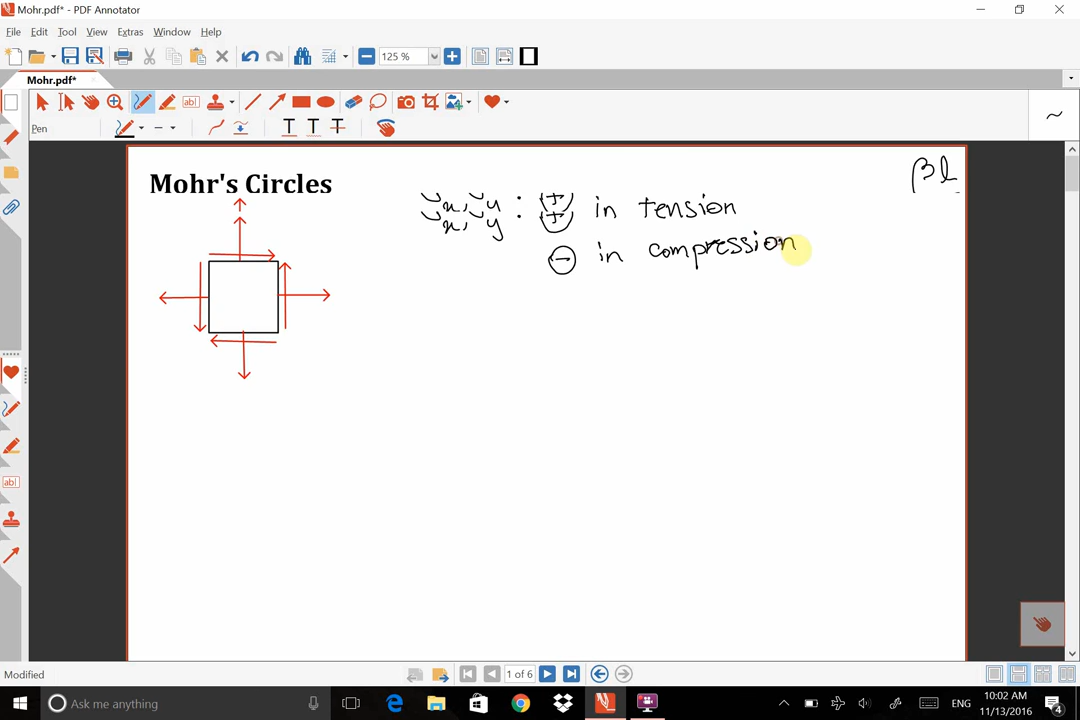 Mohr.pdf* - PDF Annotator
File Edit Tool View Extras Window Help
125 %
Mohr.pdf*
Pen
Mohr's Circles
: + in tension
x, y +
- in compression
1 of 6
Modified
Ask me anything
ENG 10:02 AM
11/13/2016
4